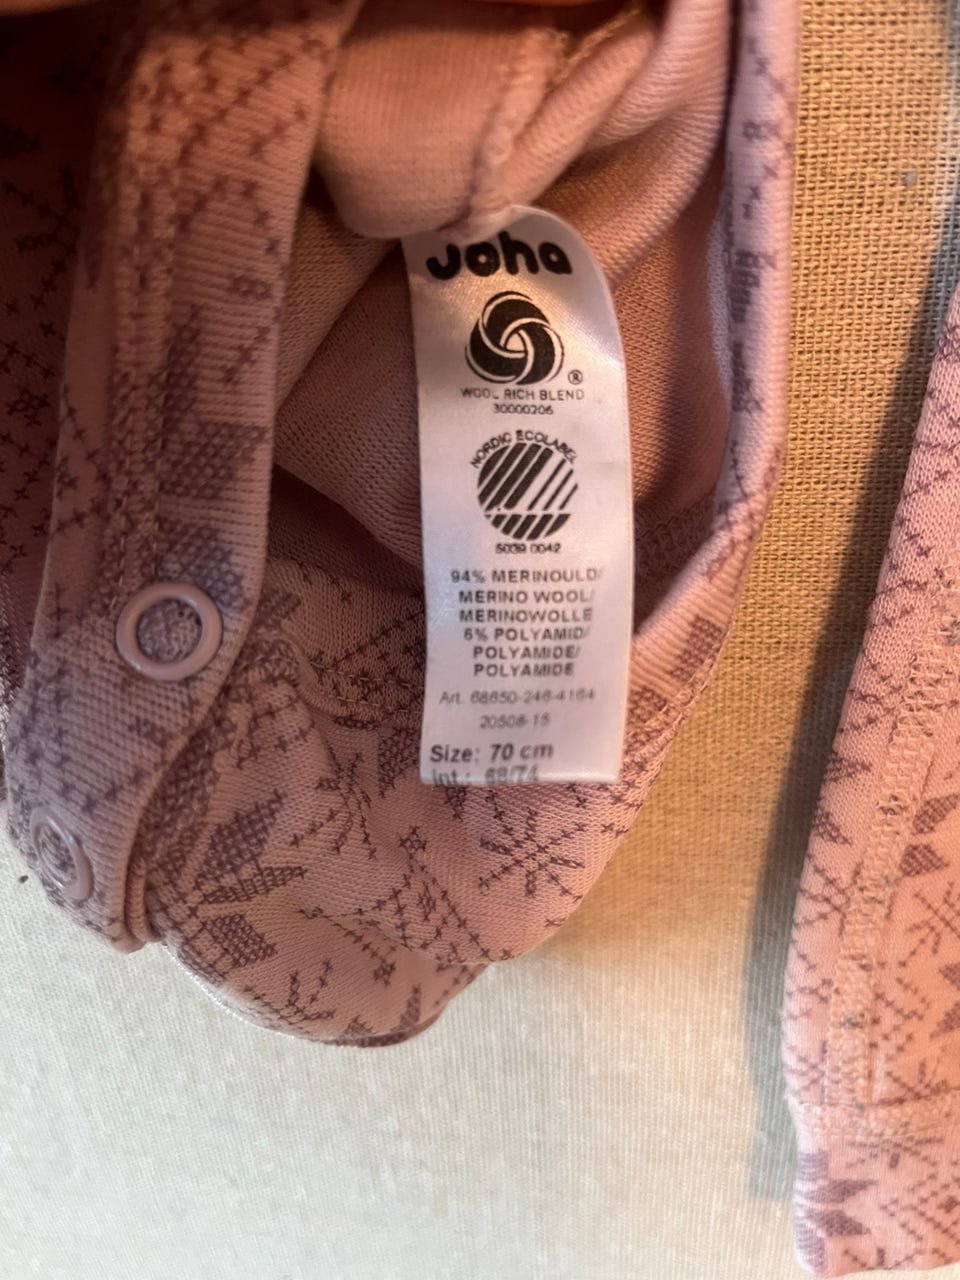 Joha
®
WOOL RICH BLEND
30000206
NORDIC ECOLABEL
5039 0042
94% MERINOULD/
MERINO WOOL/
MERINOWOLLE
6% POLYAMID/
POLYAMIDE/
POLYAMIDE
Art. 68650-246-4164
20508-15
Size: 70 cm
Int.: 68/74